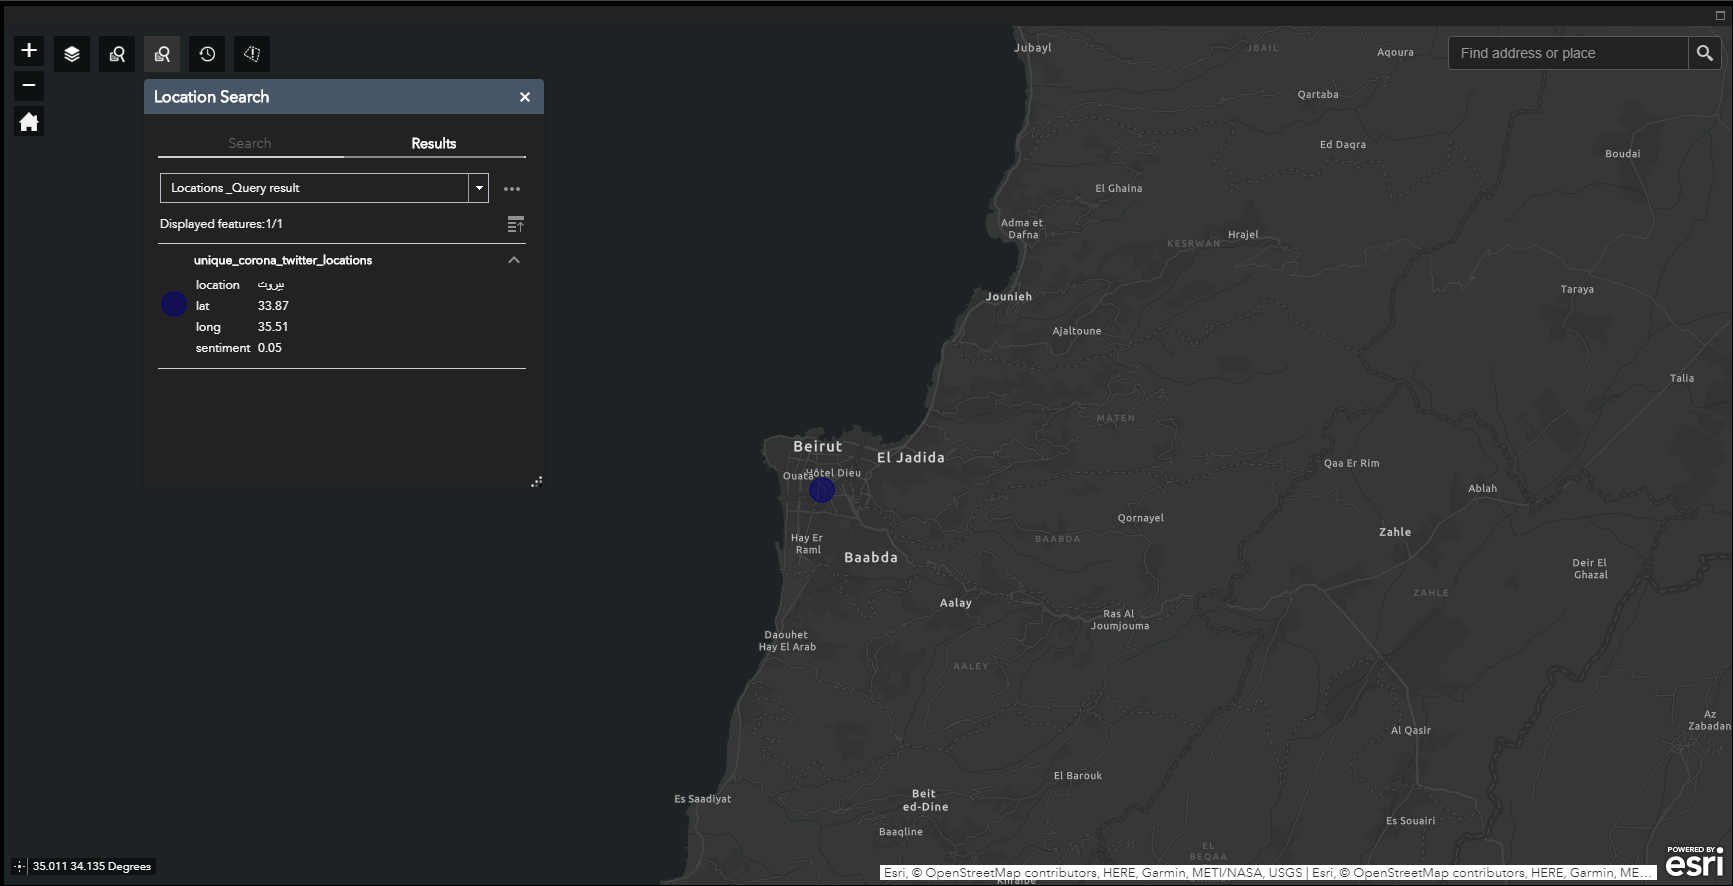 Location Search
Search
Results
Locations _Query result
Displayed features:1/1
unique_corona_twitter_locations
location بيروت
lat 33.87
long 35.51
sentiment 0.05
Find address or place
Jubayl
JBAIL
Aqoura
Qartaba
Ed Daqra
Boudai
El Ghaina
Adma et
Dafna
KESRWAN
Hrajel
Jounieh
Taraya
Ajaltoune
Talia
MATEN
Beirut
El Jadida
Hôtel Dieu
Ouata
Qaa Er Rim
Ablah
Qornayel
Hay Er
Raml
BAABDA
Zahle
Baabda
Deir El
Ghazal
ZAHLE
Aalay
Ras Al
Joumjouma
Daouhet
Hay El Arab
AALEY
Az
Zabadan
Al Qasir
El Barouk
Es Saadiyat
Beit
ed-Dine
Baaqline
Es Souairi
EL
BEQAA
Khraibe
35.011 34.135 Degrees
Esri, © OpenStreetMap contributors, HERE, Garmin, METI/NASA, USGS | Esri, © OpenStreetMap contributors, HERE, Garmin, ME...
POWERED BY
esri